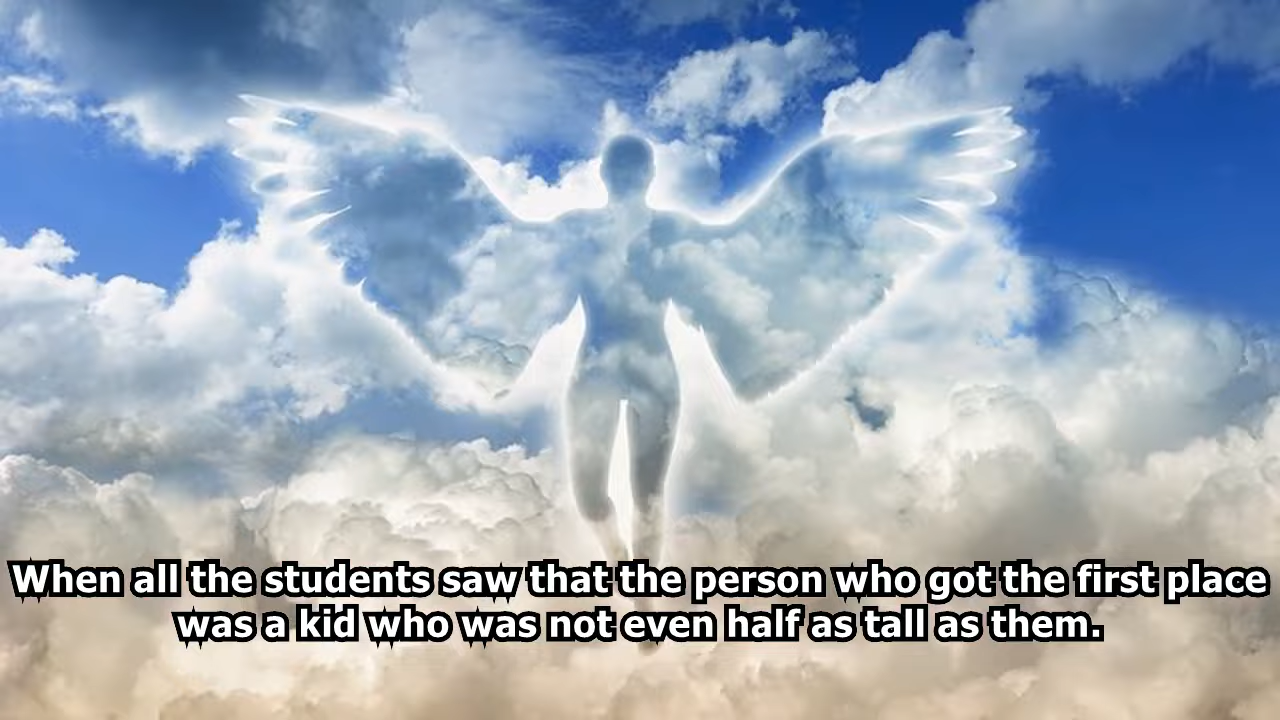 When all the students saw that the person who got the first place
was a kid who was not even half as tall as them.